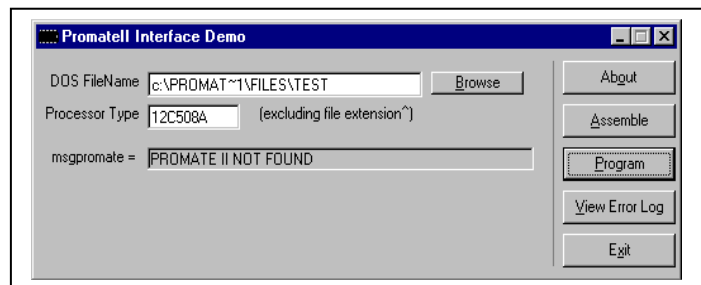 PromateII Interface Demo
DOS FileName c:\PROMAT~1\FILES\TEST Browse
Processor Type 12C508A (excluding file extension^)
msgpromate = PROMATE II NOT FOUND
About
Assemble
Program
View Error Log
Exit